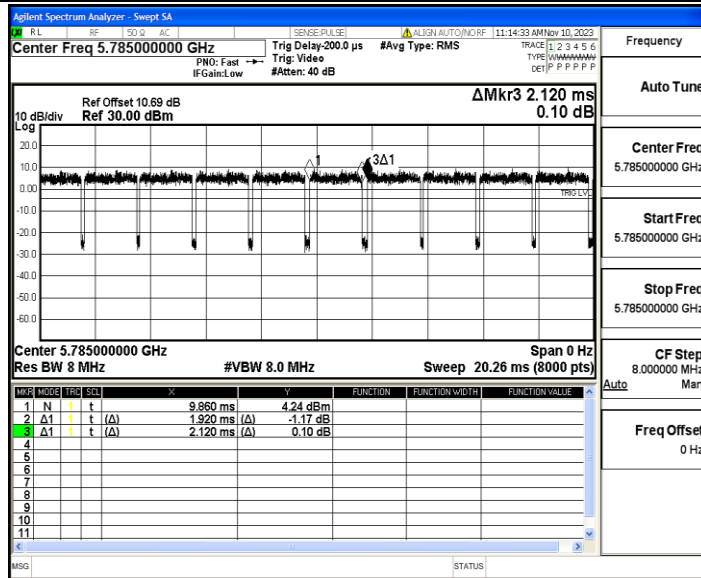 Agilent Spectrum Analyzer - Swept SA
RL RF 50 Ω AC SENSE:PULSE ALIGN AUTO/NO RF 11:14:33 AM Nov 10, 2023
Center Freq 5.785000000 GHz
PNO: Fast
IFGain:Low
Trig Delay-200.0 µs
Trig: Video
#Atten: 40 dB
#Avg Type: RMS
TRACE 1 2 3 4 5 6
TYPE WWWWWW
DET P P P P P P
Frequency
Auto Tune
Center Freq
5.785000000 GHz
Start Freq
5.785000000 GHz
Stop Freq
5.785000000 GHz
CF Step
8.000000 MHz
Auto Man
Freq Offset
0 Hz
ΔMkr3 2.120 ms
0.10 dB
Ref Offset 10.69 dB
10 dB/div Ref 30.00 dBm
Log
20.0
10.0
0.00
-10.0
-20.0
-30.0
-40.0
-50.0
-60.0
1
3Δ1
TRIG LVL
Center 5.785000000 GHz Span 0 Hz
Res BW 8 MHz #VBW 8.0 MHz Sweep 20.26 ms (8000 pts)
MKR MODE TRC SCL X Y FUNCTION FUNCTION WIDTH FUNCTION VALUE
1 N 1 t 9.860 ms 4.24 dBm
2 Δ1 1 t (Δ) 1.920 ms (Δ) -1.17 dB
3 Δ1 1 t (Δ) 2.120 ms (Δ) 0.10 dB
4
5
6
7
8
9
10
11
MSG STATUS